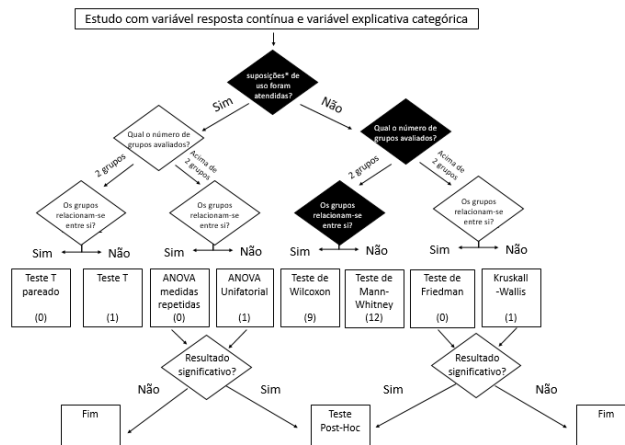 Estudo com variável resposta contínua e variável explicativa categórica
suposições* de
uso foram
atendidas?
Sim
Não
Qual o número de
grupos avaliados?
Qual o número de
grupos avaliados?
2 grupos
Acima de
2 grupos
2 grupos
Acima de
2 grupos
Os grupos
relacionam-se
entre si?
Os grupos
relacionam-se
entre si?
Os grupos
relacionam-se
entre si?
Os grupos
relacionam-se
entre si?
Sim
Não
Sim
Não
Sim
Não
Sim
Não
Teste T
pareado
(0)
Teste T
(1)
ANOVA
medidas
repetidas
(0)
ANOVA
Unifatorial
(1)
Teste de
Wilcoxon
(9)
Teste de
Mann-
Whitney
(12)
Teste de
Friedman
(0)
Kruskall
-Wallis
(1)
Resultado
significativo?
Resultado
significativo?
Não
Sim
Sim
Não
Fim
Teste
Post-Hoc
Fim